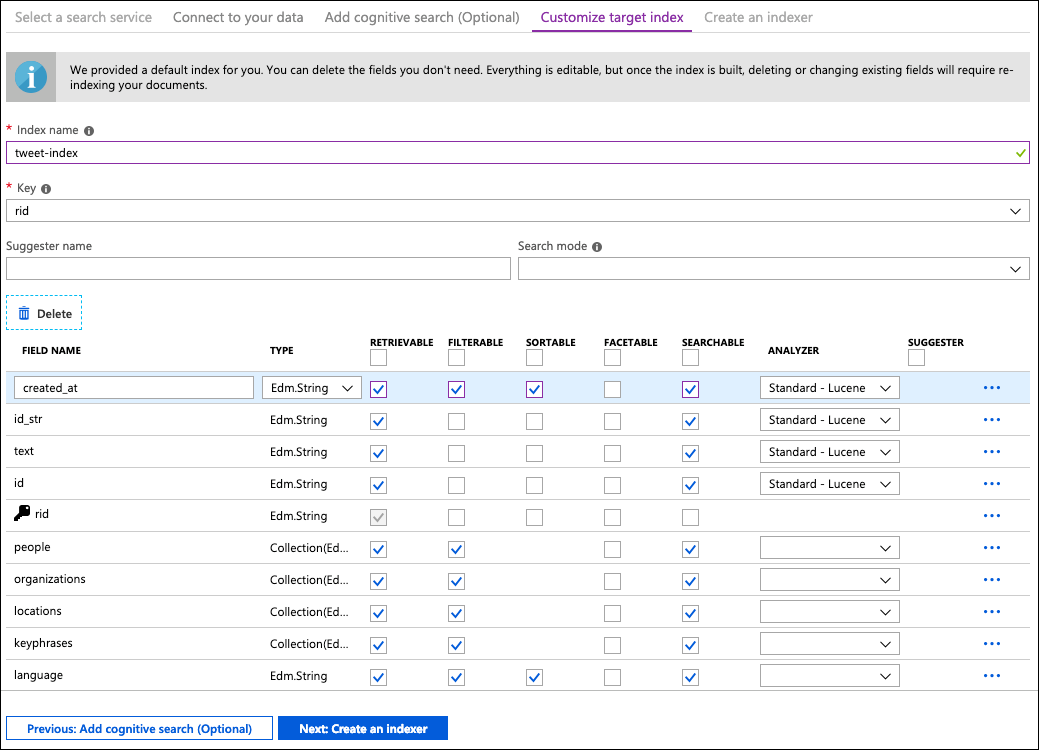 Select a search service Connect to your data Add cognitive search (Optional) Customize target index Create an indexer
We provided a default index for you. You can delete the fields you don't need. Everything is editable, but once the index is built, deleting or changing existing fields will require re-
indexing your documents.
* Index name
tweet-index
* Key
rid
Suggester name Search mode
Delete
FIELD NAME TYPE RETRIEVABLE FILTERABLE SORTABLE FACETABLE SEARCHABLE ANALYZER SUGGESTER
created_at Edm.String Standard - Lucene ...
id_str Edm.String Standard - Lucene ...
text Edm.String Standard - Lucene ...
id Edm.String Standard - Lucene ...
rid Edm.String ...
people Collection(Ed... ...
organizations Collection(Ed... ...
locations Collection(Ed... ...
keyphrases Collection(Ed... ...
language Edm.String ...
Previous: Add cognitive search (Optional) Next: Create an indexer